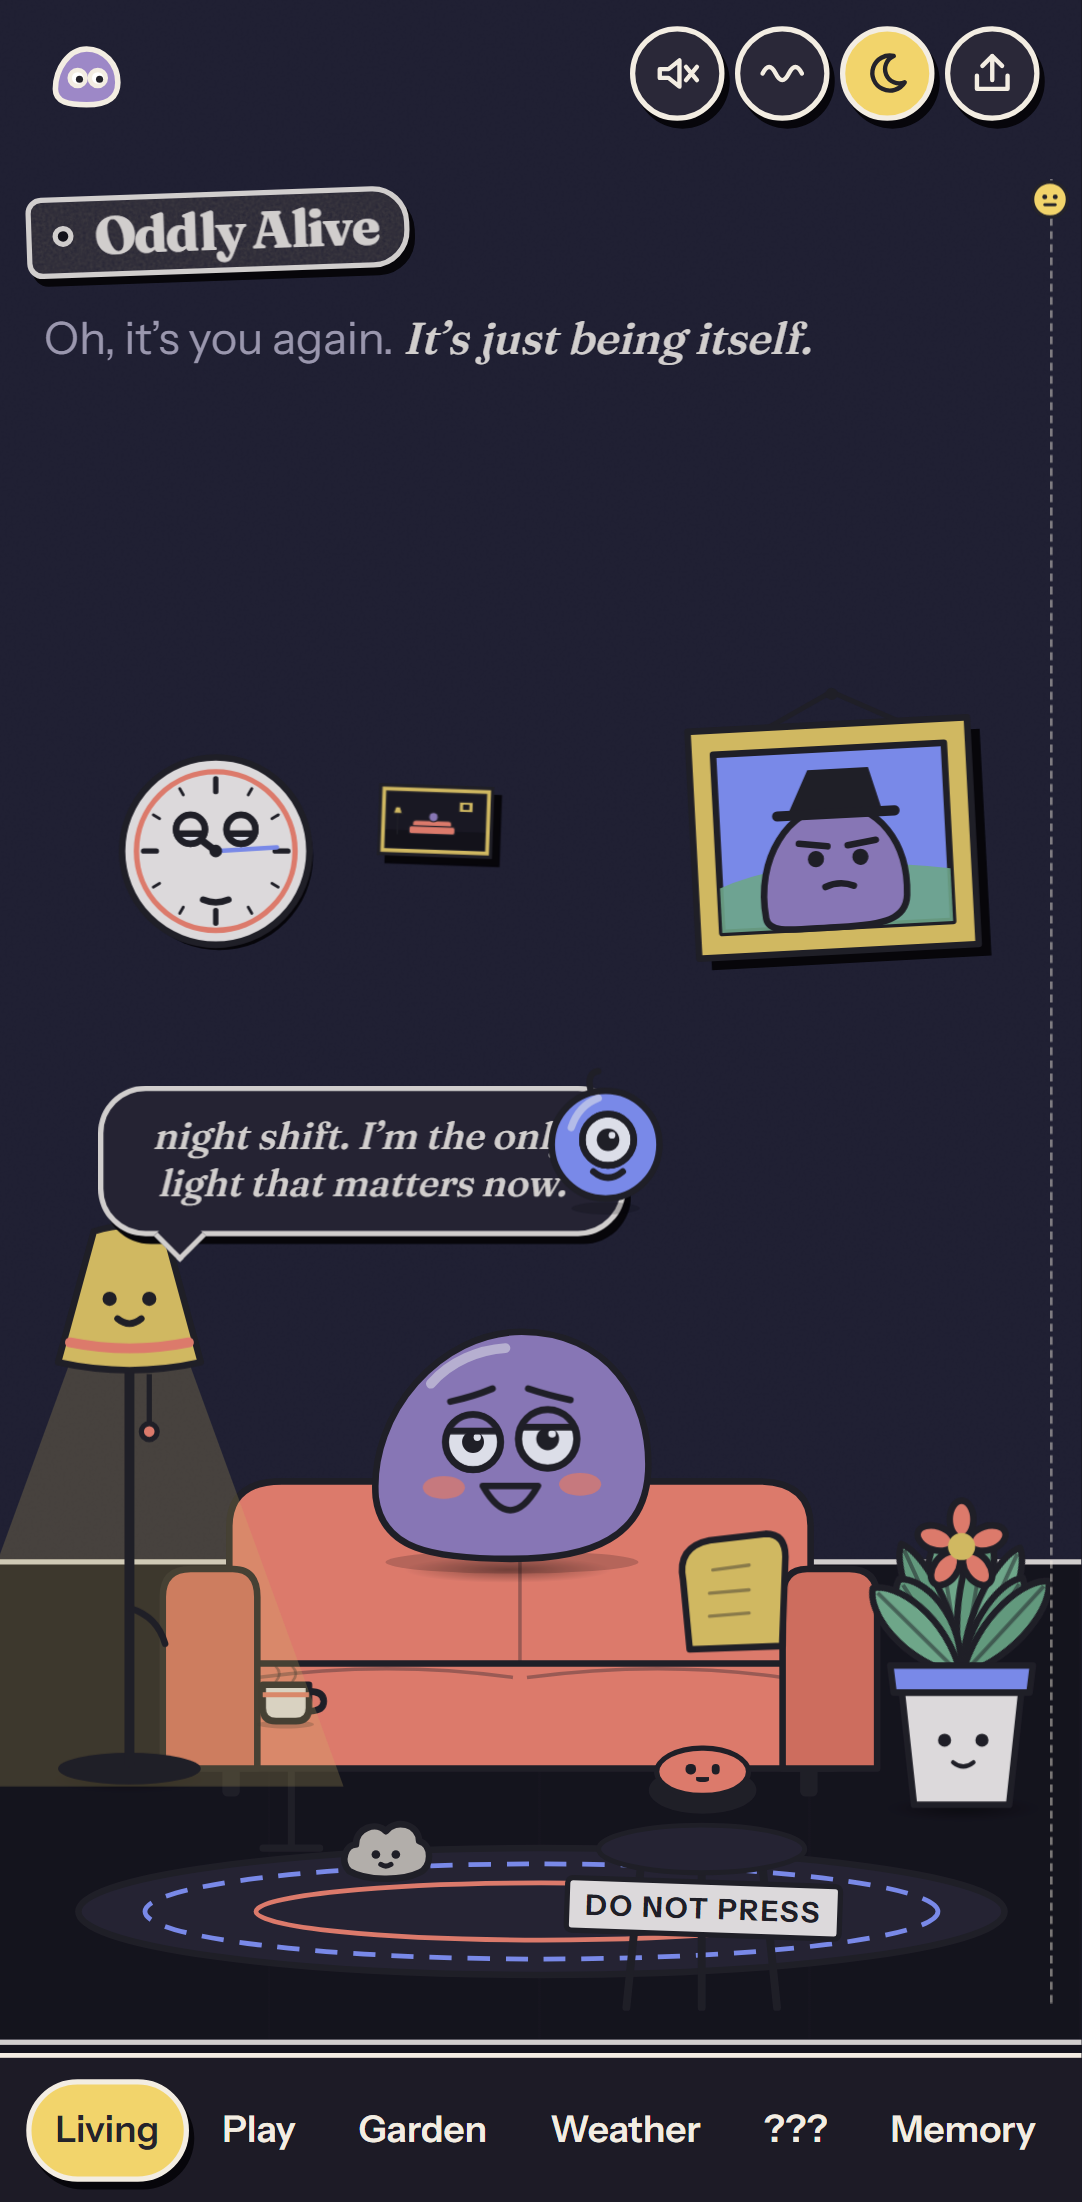 Oddly Alive
Oh, it's you again. It's just being itself.
night shift. I'm the onl
light that matters now.
DO NOT PRESS
Living Play Garden Weather ??? Memory